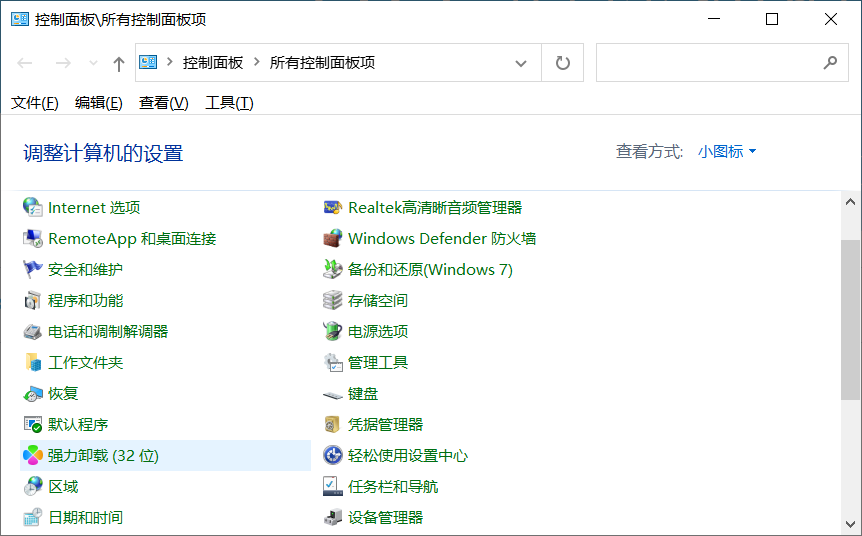 控制面板\所有控制面板项
控制面板 所有控制面板项
文件(F) 编辑(E) 查看(V) 工具(T)
调整计算机的设置 查看方式: 小图标
Internet 选项 Realtek高清晰音频管理器
RemoteApp 和桌面连接 Windows Defender 防火墙
安全和维护 备份和还原(Windows 7)
程序和功能 存储空间
电话和调制解调器 电源选项
工作文件夹 管理工具
恢复 键盘
默认程序 凭据管理器
强力卸载 (32 位) 轻松使用设置中心
区域 任务栏和导航
日期和时间 设备管理器